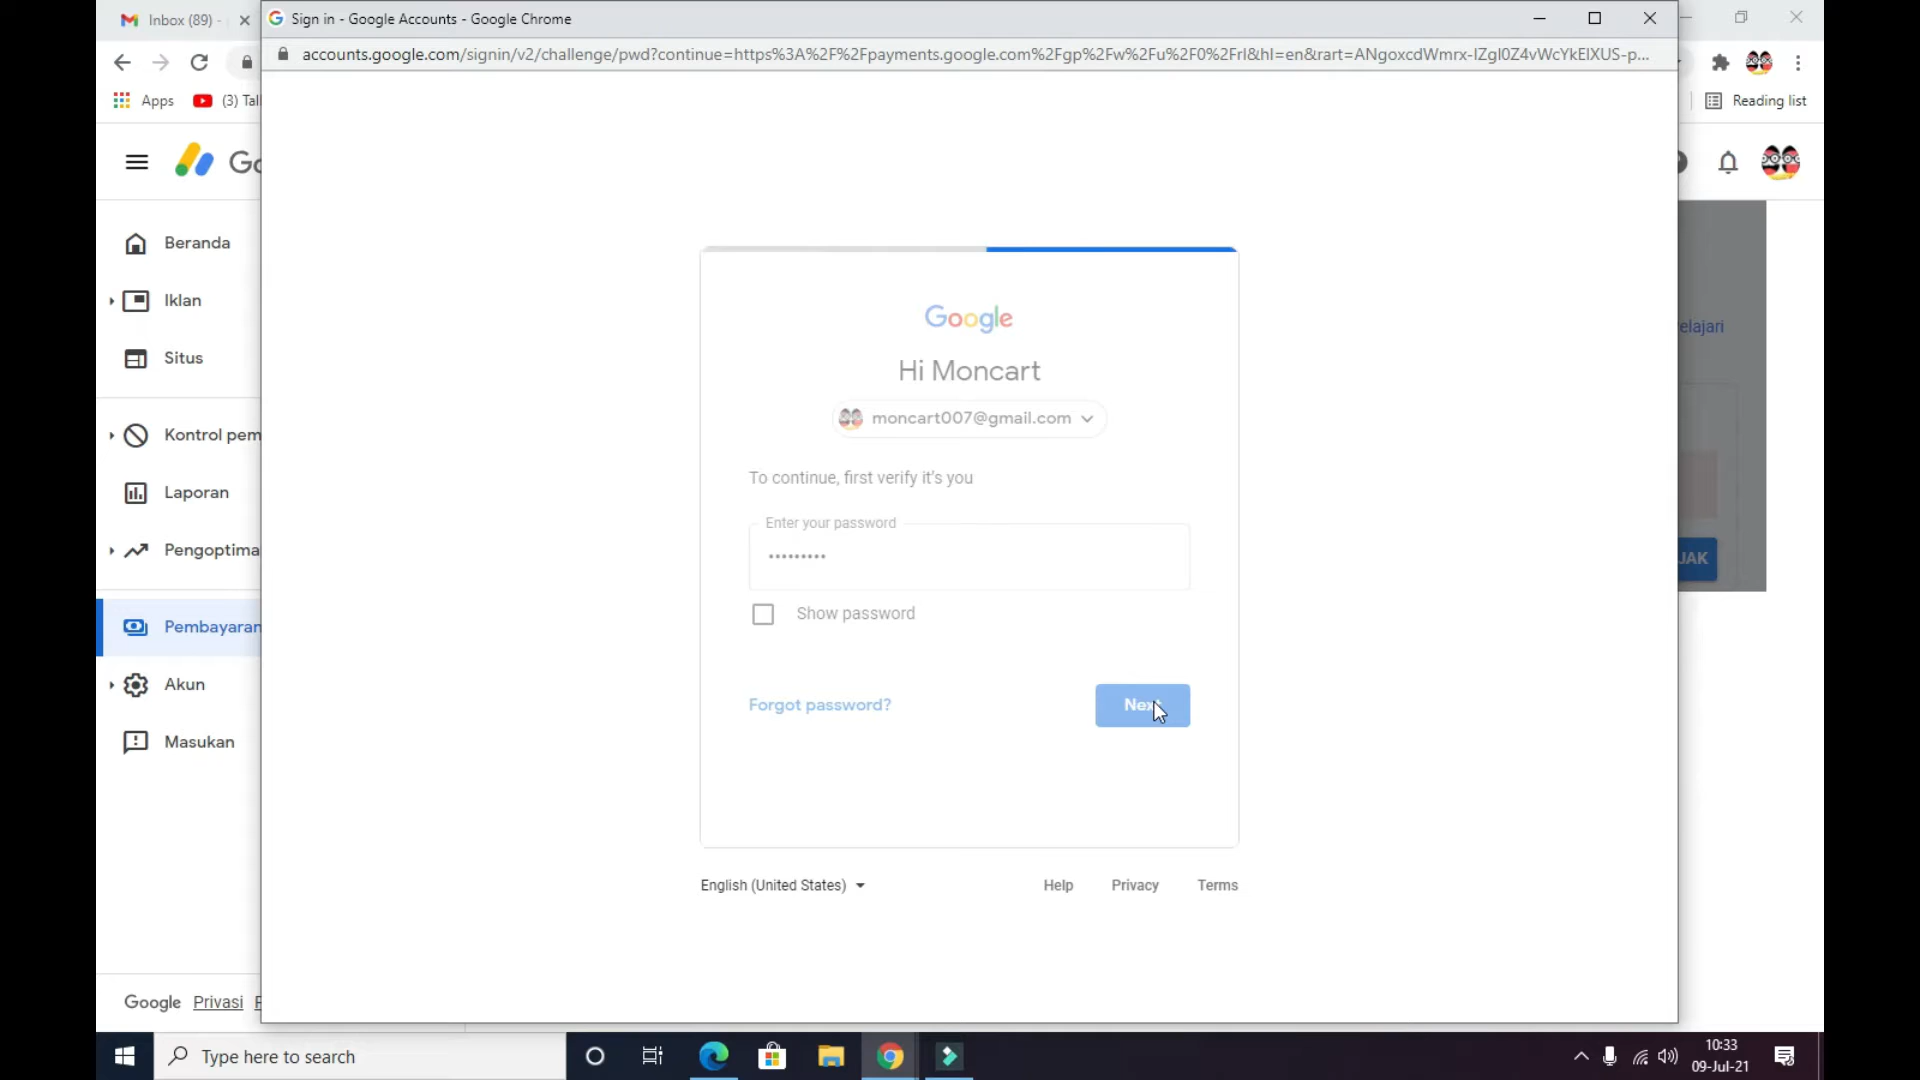 Inbox (89) -
Sign in - Google Accounts - Google Chrome
accounts.google.com/signin/v2/challenge/pwd?continue=https%3A%2F%2Fpayments.google.com%2Fgp%2Fw%2Fu%2F0%2Frl&hl=en&rart=ANgoxcdWmrx-IZgI0Z4vWcYkElXUS-p...
Apps
(3) Tal
Reading list
Go
Beranda
Iklan
Situs
Kontrol pem
Laporan
Pengoptima
Pembayaran
Akun
Masukan
elajari
JAK
Google
Hi Moncart
moncart007@gmail.com
To continue, first verify it's you
Enter your password
•••••••••
Show password
Forgot password?
Next
English (United States)
Help
Privacy
Terms
Google
Privasi
Type here to search
10:33
09-Jul-21